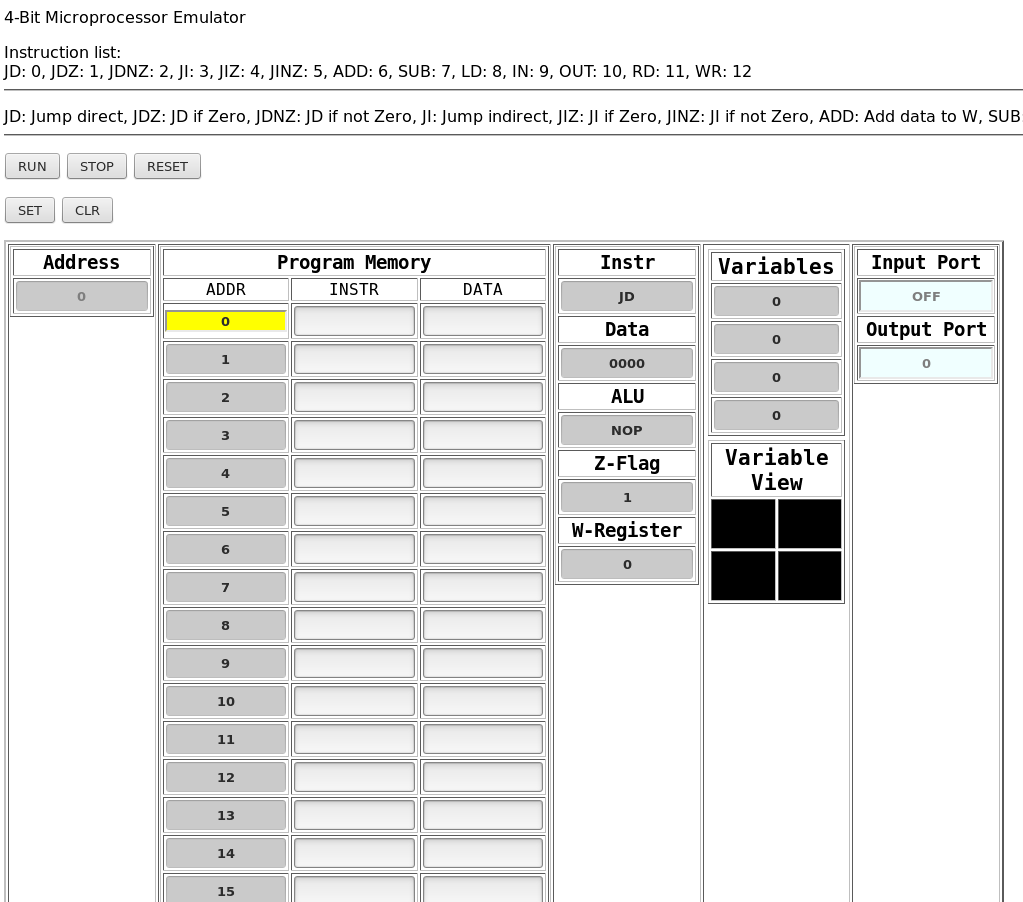 4-Bit Microprocessor Emulator
Instruction list:
JD: 0, JDZ: 1, JDNZ: 2, JI: 3, JIZ: 4, JINZ: 5, ADD: 6, SUB: 7, LD: 8, IN: 9, OUT: 10, RD: 11, WR: 12
JD: Jump direct, JDZ: JD if Zero, JDNZ: JD if not Zero, JI: Jump indirect, JIZ: JI if Zero, JINZ: JI if not Zero, ADD: Add data to W, SUB
RUN STOP RESET
SET CLR
Address
0
Program Memory
ADDR INSTR DATA
0
1
2
3
4
5
6
7
8
9
10
11
12
13
14
15
Instr
JD
Data
0000
ALU
NOP
Z-Flag
1
W-Register
0
Variables
0
0
0
0
Variable
View
Input Port
OFF
Output Port
0